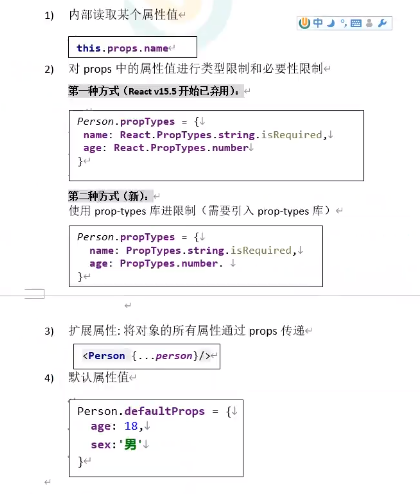 1) 内部读取某个属性值
中
this.props.name
2) 对 props 中的属性值进行类型限制和必要性限制
第一种方式（React v15.5 开始已弃用）：
Person.propTypes = {
name: React.PropTypes.string.isRequired,
age: React.PropTypes.number
}
第二种方式（新）：
使用 prop-types 库进限制（需要引入 prop-types 库）
Person.propTypes = {
name: PropTypes.string.isRequired,
age: PropTypes.number.
}
3) 扩展属性: 将对象的所有属性通过 props 传递
<Person {...person}/>
4) 默认属性值
Person.defaultProps = {
age: 18,
sex:'男'
}